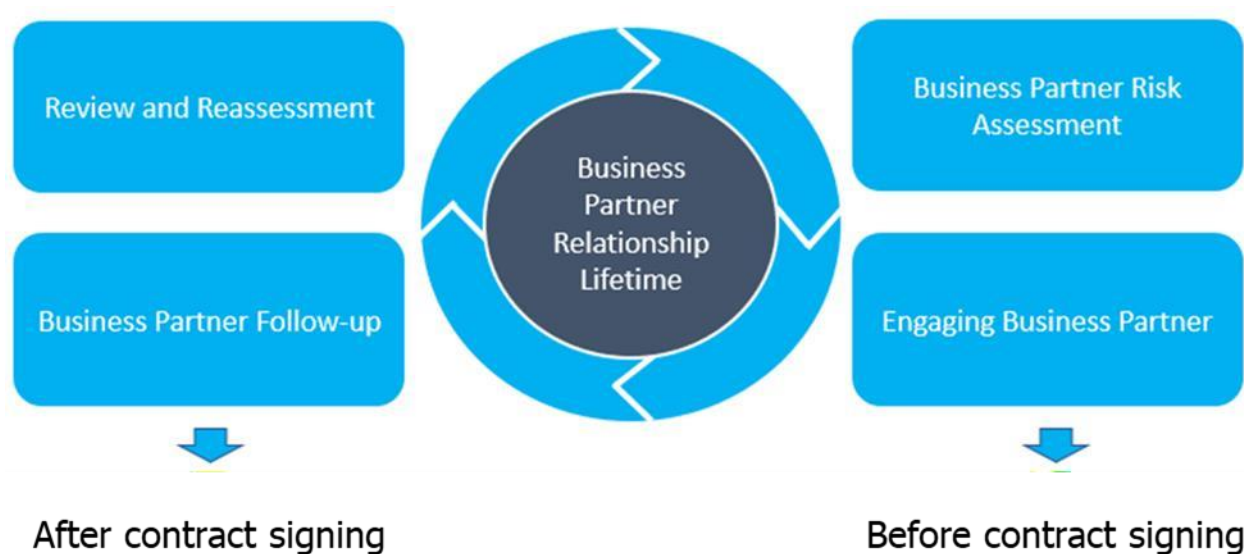 Review and Reassessment
Business Partner Follow-up
Business
Partner
Relationship
Lifetime
Business Partner Risk
Assessment
Engaging Business Partner
After contract signing
Before contract signing